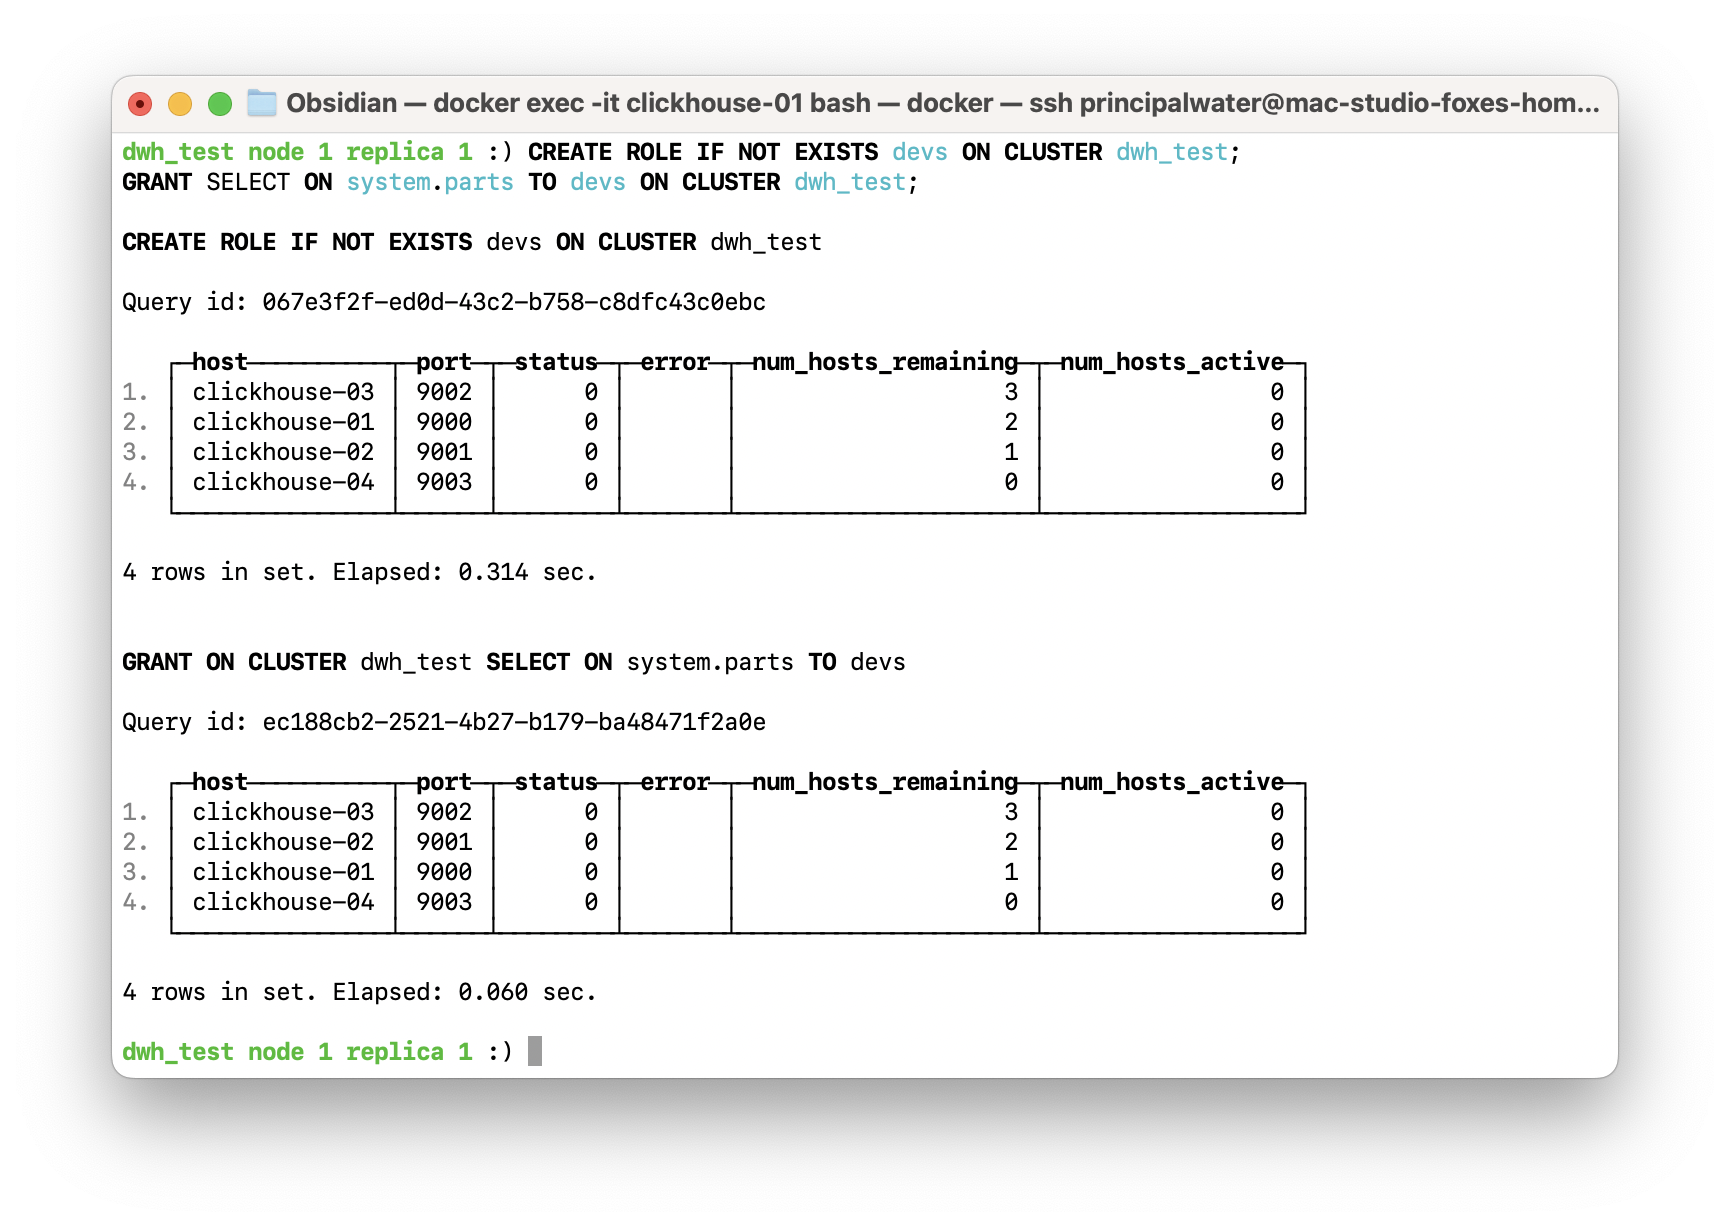 Obsidian — docker exec -it clickhouse-01 bash — docker — ssh principalwater@mac-studio-foxes-hom...
dwh_test node 1 replica 1 :) CREATE ROLE IF NOT EXISTS devs ON CLUSTER dwh_test;
GRANT SELECT ON system.parts TO devs ON CLUSTER dwh_test;
CREATE ROLE IF NOT EXISTS devs ON CLUSTER dwh_test
Query id: 067e3f2f-ed0d-43c2-b758-c8dfc43c0ebc
host port status error num_hosts_remaining num_hosts_active
1. clickhouse-03 9002 0 3 0
2. clickhouse-01 9000 0 2 0
3. clickhouse-02 9001 0 1 0
4. clickhouse-04 9003 0 0 0
4 rows in set. Elapsed: 0.314 sec.
GRANT ON CLUSTER dwh_test SELECT ON system.parts TO devs
Query id: ec188cb2-2521-4b27-b179-ba48471f2a0e
host port status error num_hosts_remaining num_hosts_active
1. clickhouse-03 9002 0 3 0
2. clickhouse-02 9001 0 2 0
3. clickhouse-01 9000 0 1 0
4. clickhouse-04 9003 0 0 0
4 rows in set. Elapsed: 0.060 sec.
dwh_test node 1 replica 1 :)